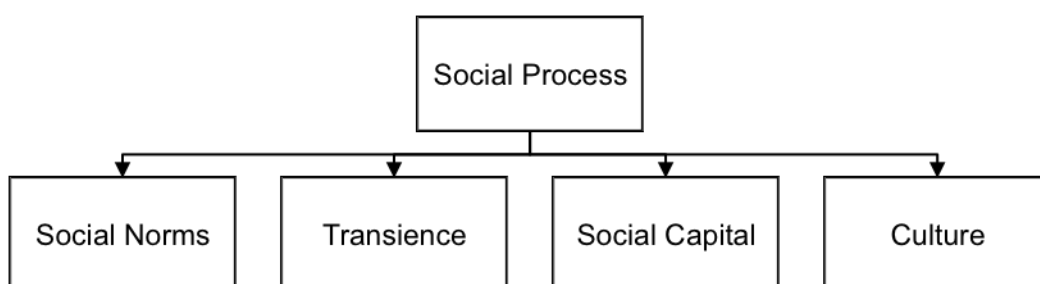 Social Process
Social Norms
Transience
Social Capital
Culture